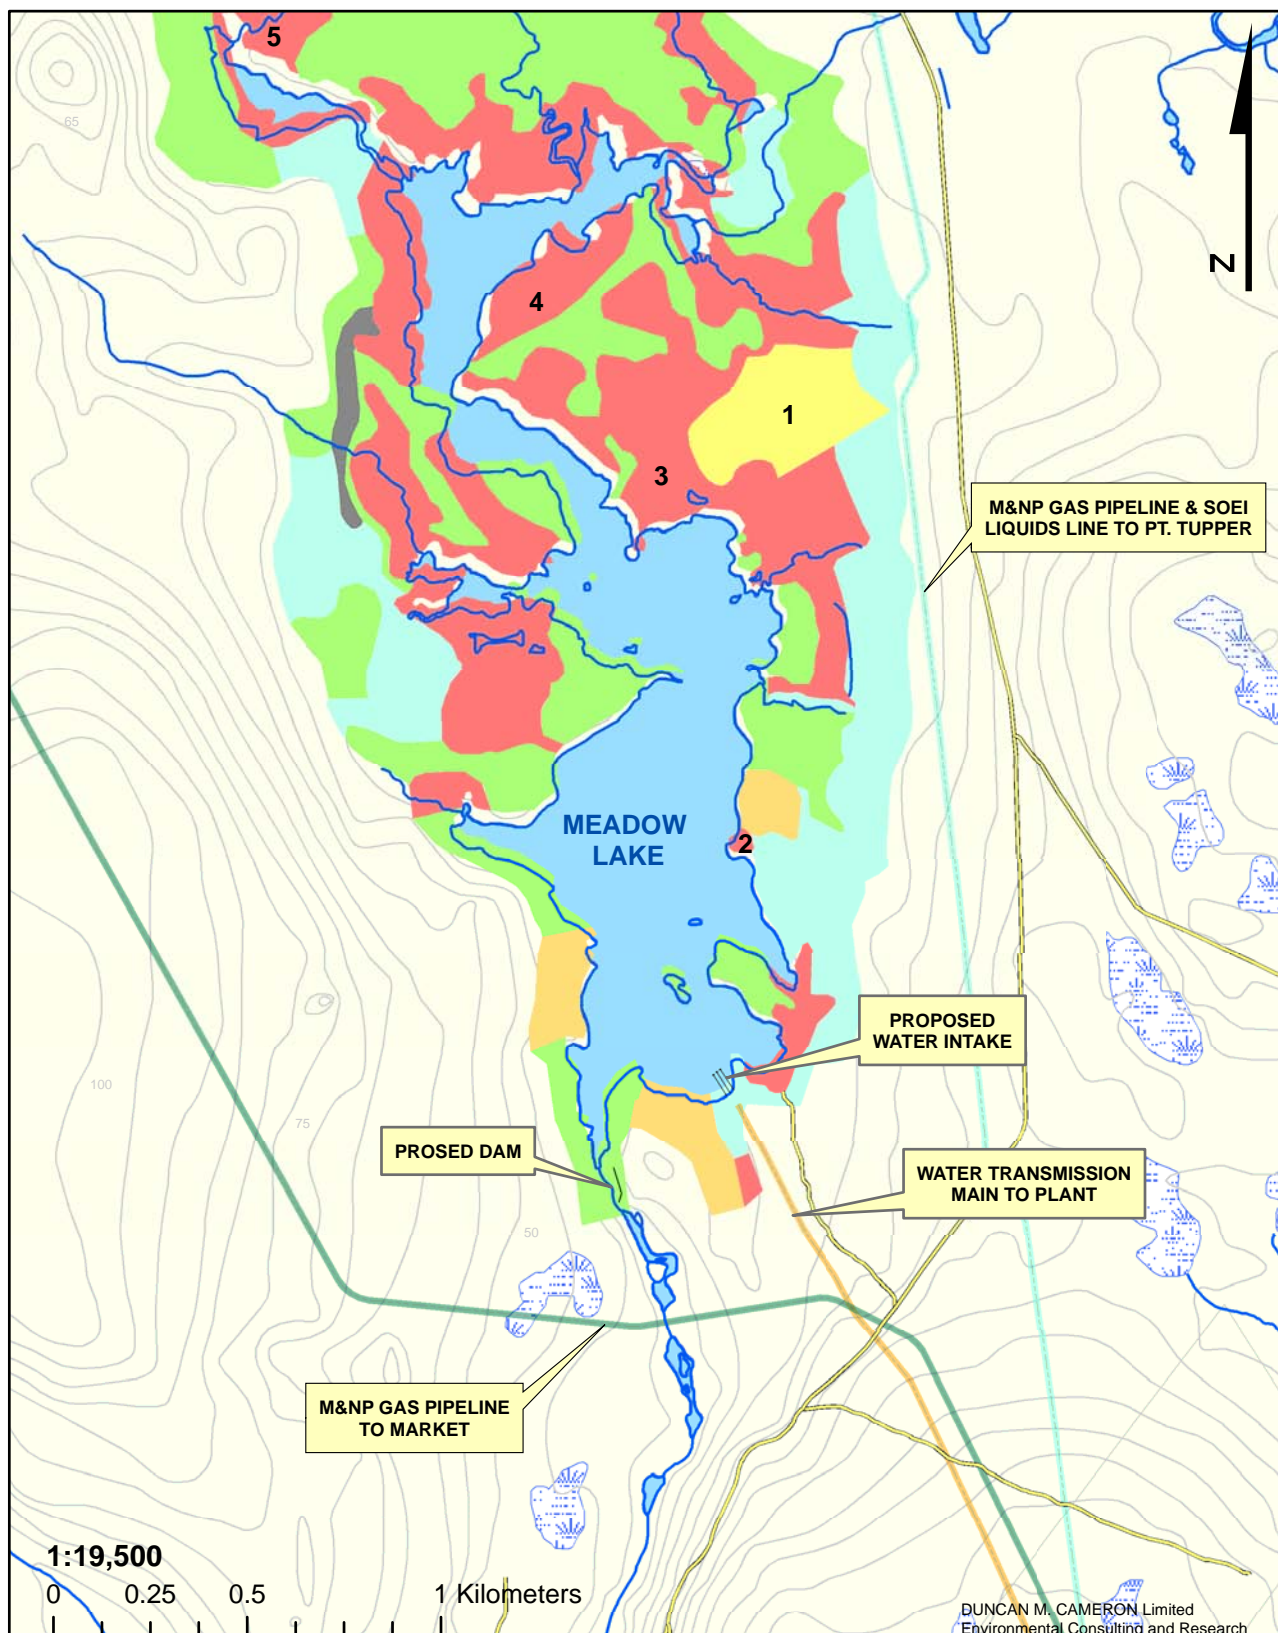 5
65
N
4
1
3
M&NP GAS PIPELINE & SOEI
LIQUIDS LINE TO PT. TUPPER
MEADOW
LAKE
2
PROPOSED
WATER INTAKE
100
75
PROSED DAM
WATER TRANSMISSION
MAIN TO PLANT
50
M&NP GAS PIPELINE
TO MARKET
1:19,500
0 0.25 0.5 1 Kilometers
DUNCAN M. CAMERON Limited
Environmental Consulting and Research